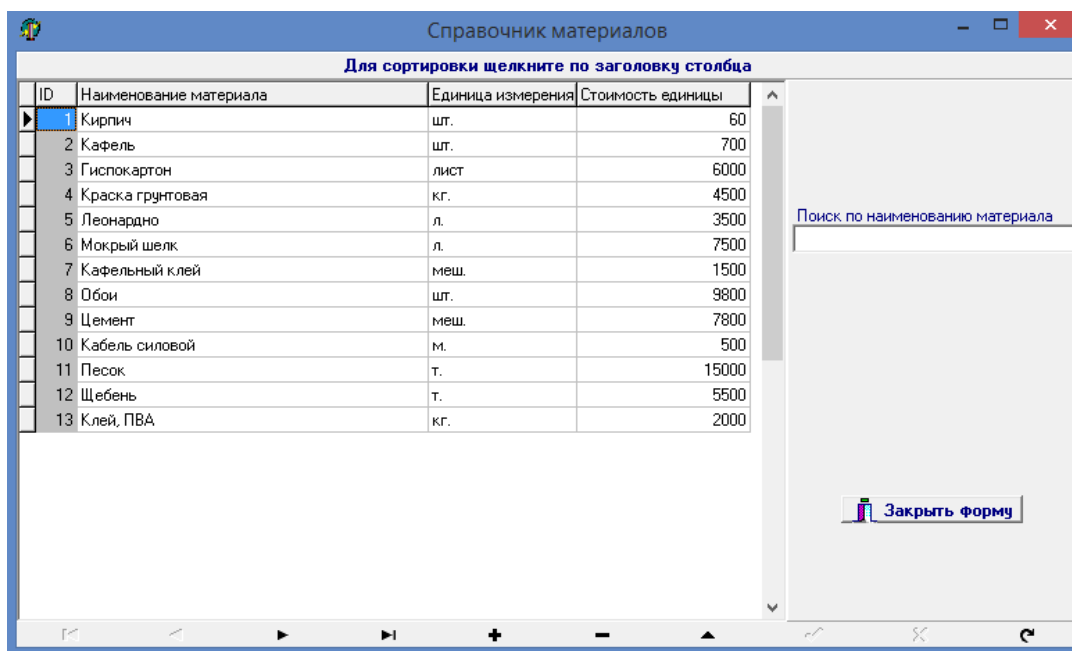 Справочник материалов
Для сортировки щелкните по заголовку столбца
ID Наименование материала Единица измерения Стоимость единицы
1 Кирпич шт. 60
2 Кафель шт. 700
3 Гиспокартон лист 6000
4 Краска грунтовая кг. 4500
5 Леонардно л. 3500
6 Мокрый шелк л. 7500
7 Кафельный клей меш. 1500
8 Обои шт. 9800
9 Цемент меш. 7800
10 Кабель силовой м. 500
11 Песок т. 15000
12 Щебень т. 5500
13 Клей, ПВА кг. 2000
Поиск по наименованию материала
Закрыть форму